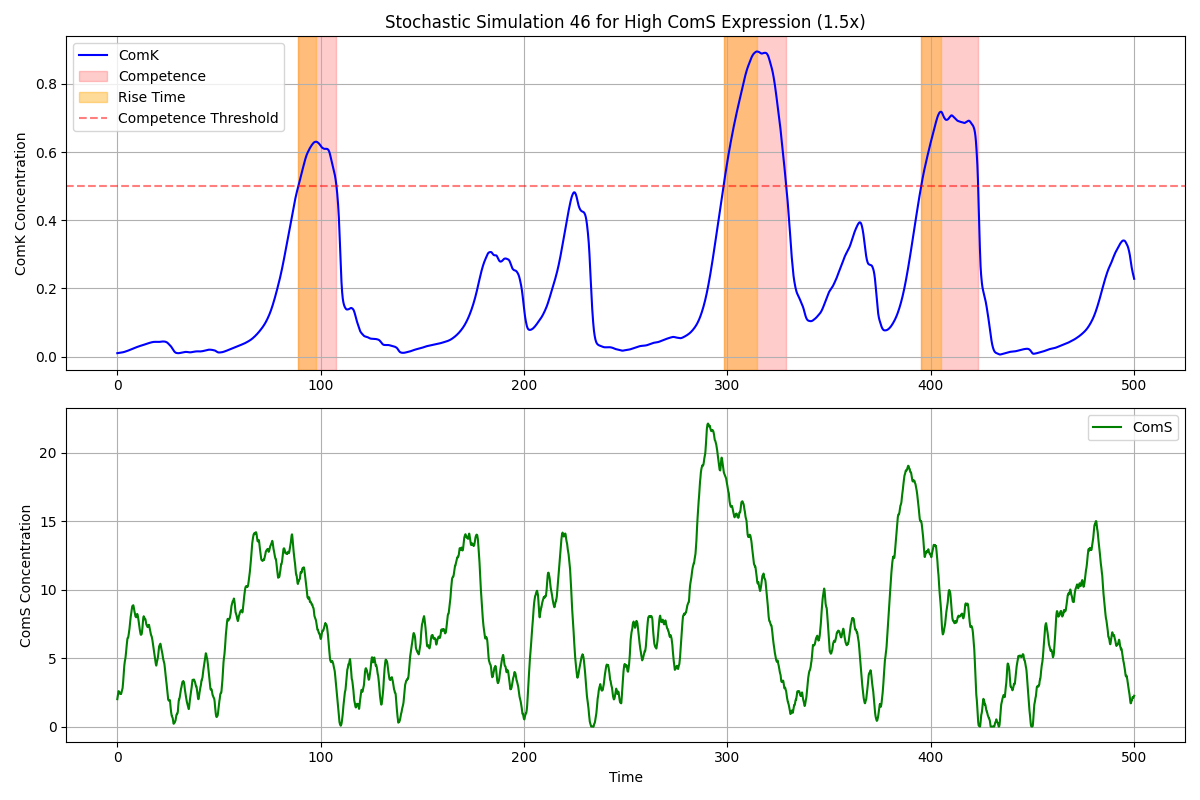 Stochastic Simulation 46 for High ComS Expression (1.5x)
ComK
Competence
Rise Time
Competence Threshold
ComK Concentration
0.8
0.6
0.4
0.2
0.0
0 100 200 300 400 500
ComS
ComS Concentration
20
15
10
5
0
0 100 200 300 400 500
Time